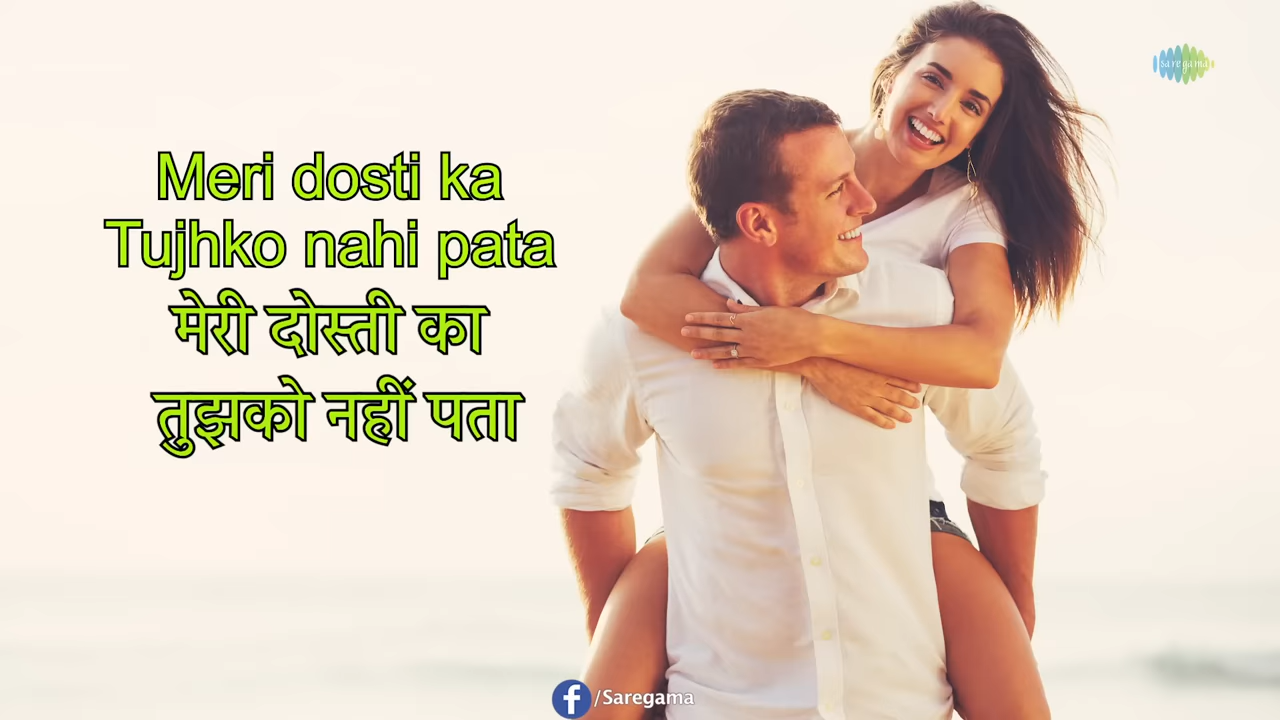 saregama
Meri dosti ka
Tujhko nahi pata
मेरी दोस्ती का
तुझको नहीं पता
f/Saregama